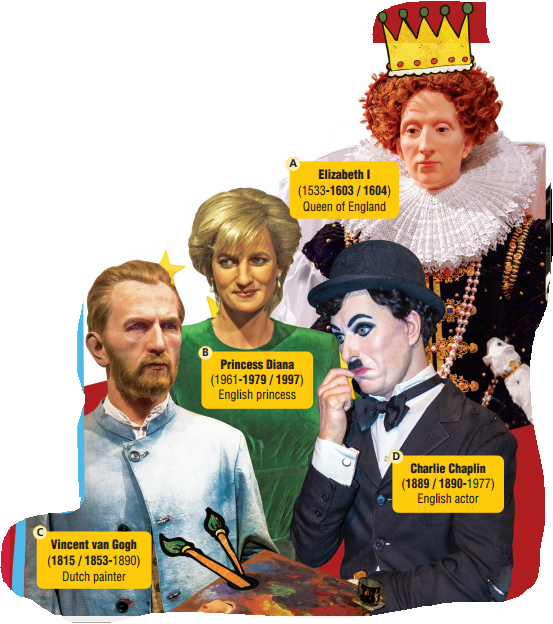 A
Elizabeth I
(1533-1603 / 1604)
Queen of England
B
Princess Diana
(1961-1979 / 1997)
English princess
C
Vincent van Gogh
(1815 / 1853-1890)
Dutch painter
D
Charlie Chaplin
(1889 / 1890-1977)
English actor